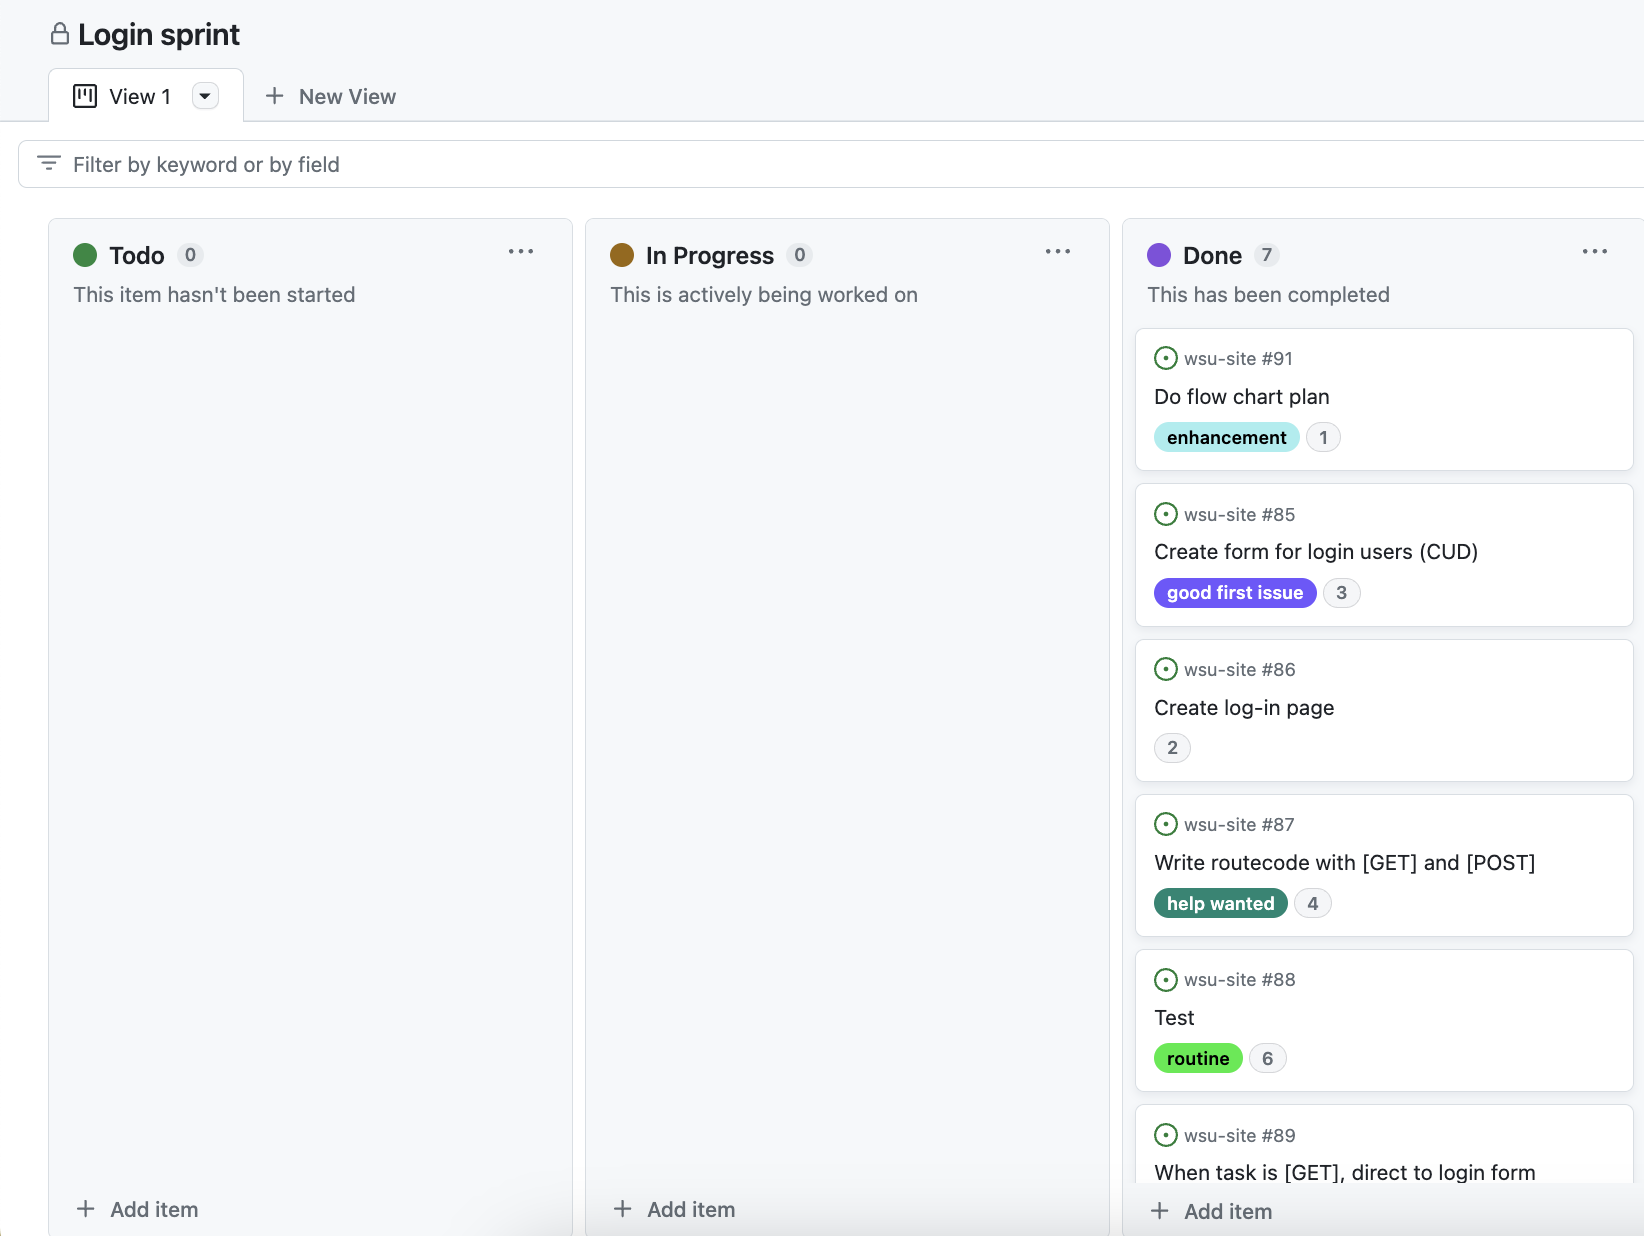 Login sprint
View 1
New View
Filter by keyword or by field
Todo 0
This item hasn't been started
Add item
In Progress 0
This is actively being worked on
Add item
Done 7
This has been completed
wsu-site #91
Do flow chart plan
enhancement 1
wsu-site #85
Create form for login users (CUD)
good first issue 3
wsu-site #86
Create log-in page
2
wsu-site #87
Write routecode with [GET] and [POST]
help wanted 4
wsu-site #88
Test
routine 6
wsu-site #89
When task is [GET], direct to login form
Add item